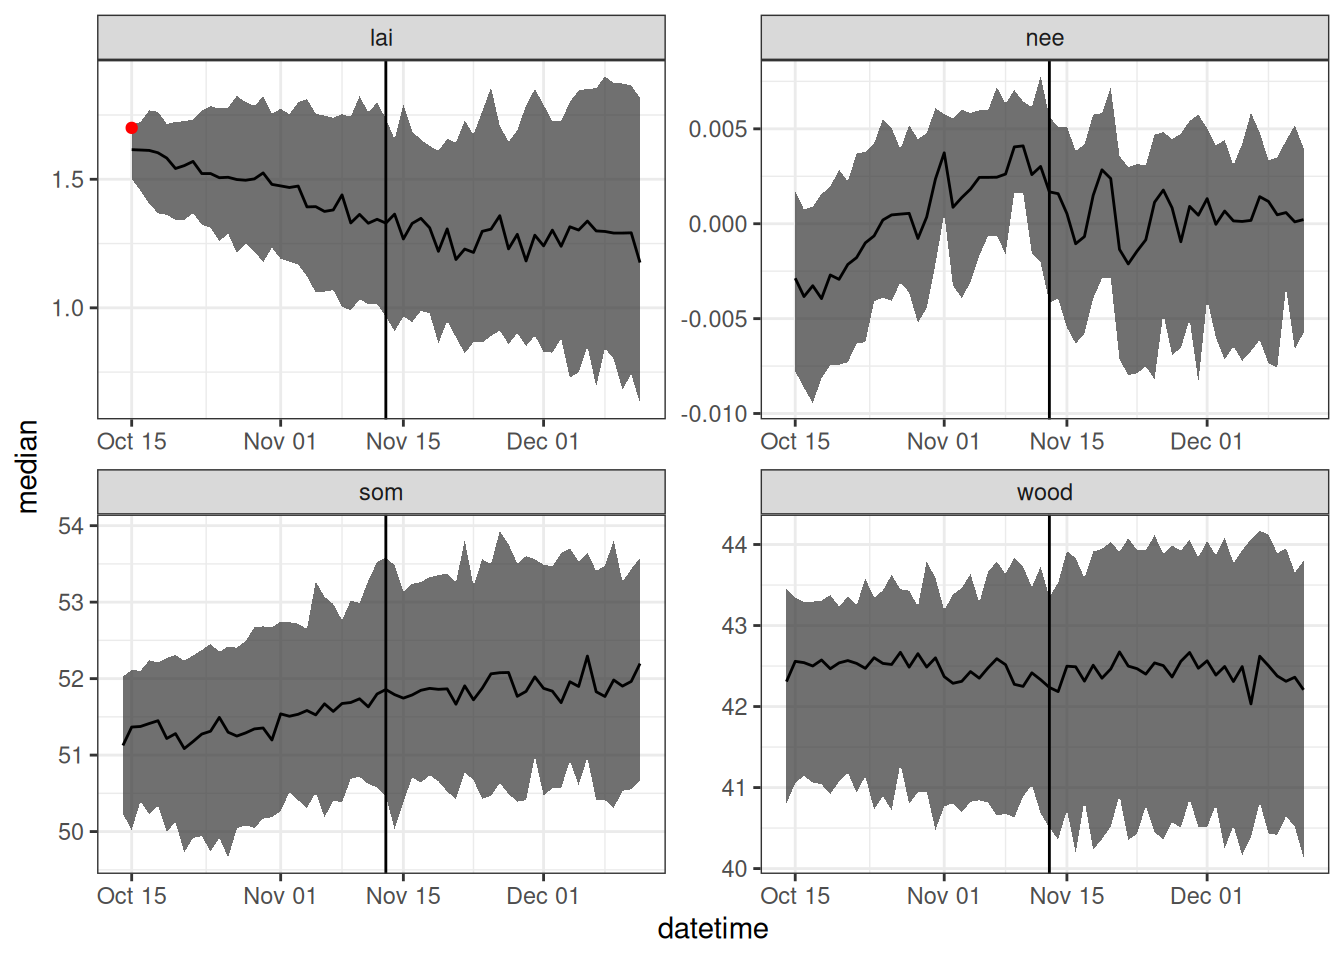 lai
nee
1.5
1.0
0.005
0.000
-0.005
-0.010
Oct 15 Nov 01 Nov 15 Dec 01
Oct 15 Nov 01 Nov 15 Dec 01
median
som
wood
54
53
52
51
50
44
43
42
41
40
Oct 15 Nov 01 Nov 15 Dec 01
Oct 15 Nov 01 Nov 15 Dec 01
datetime